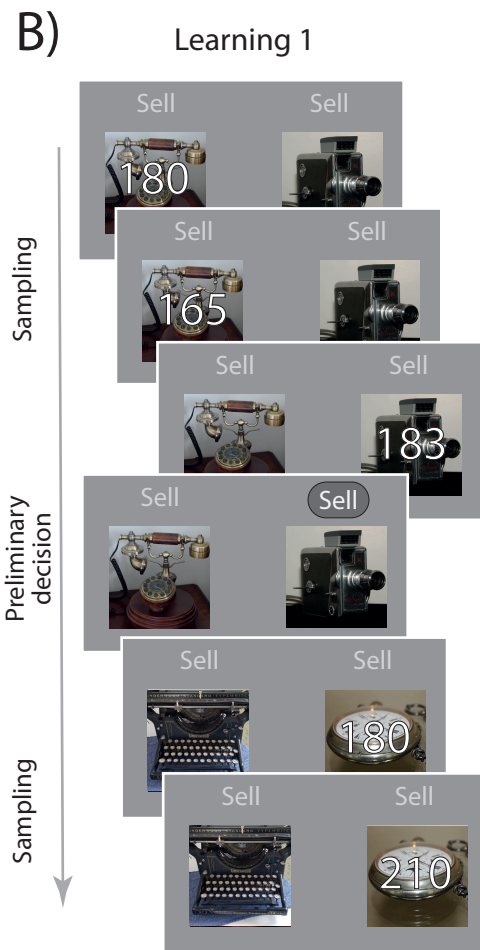 B)
Learning 1
Sell Sell
180
Sell Sell
165
Sampling
Sell Sell
183
Sell Sell
Preliminary
decision
Sell Sell
180
Sell Sell
210
Sampling